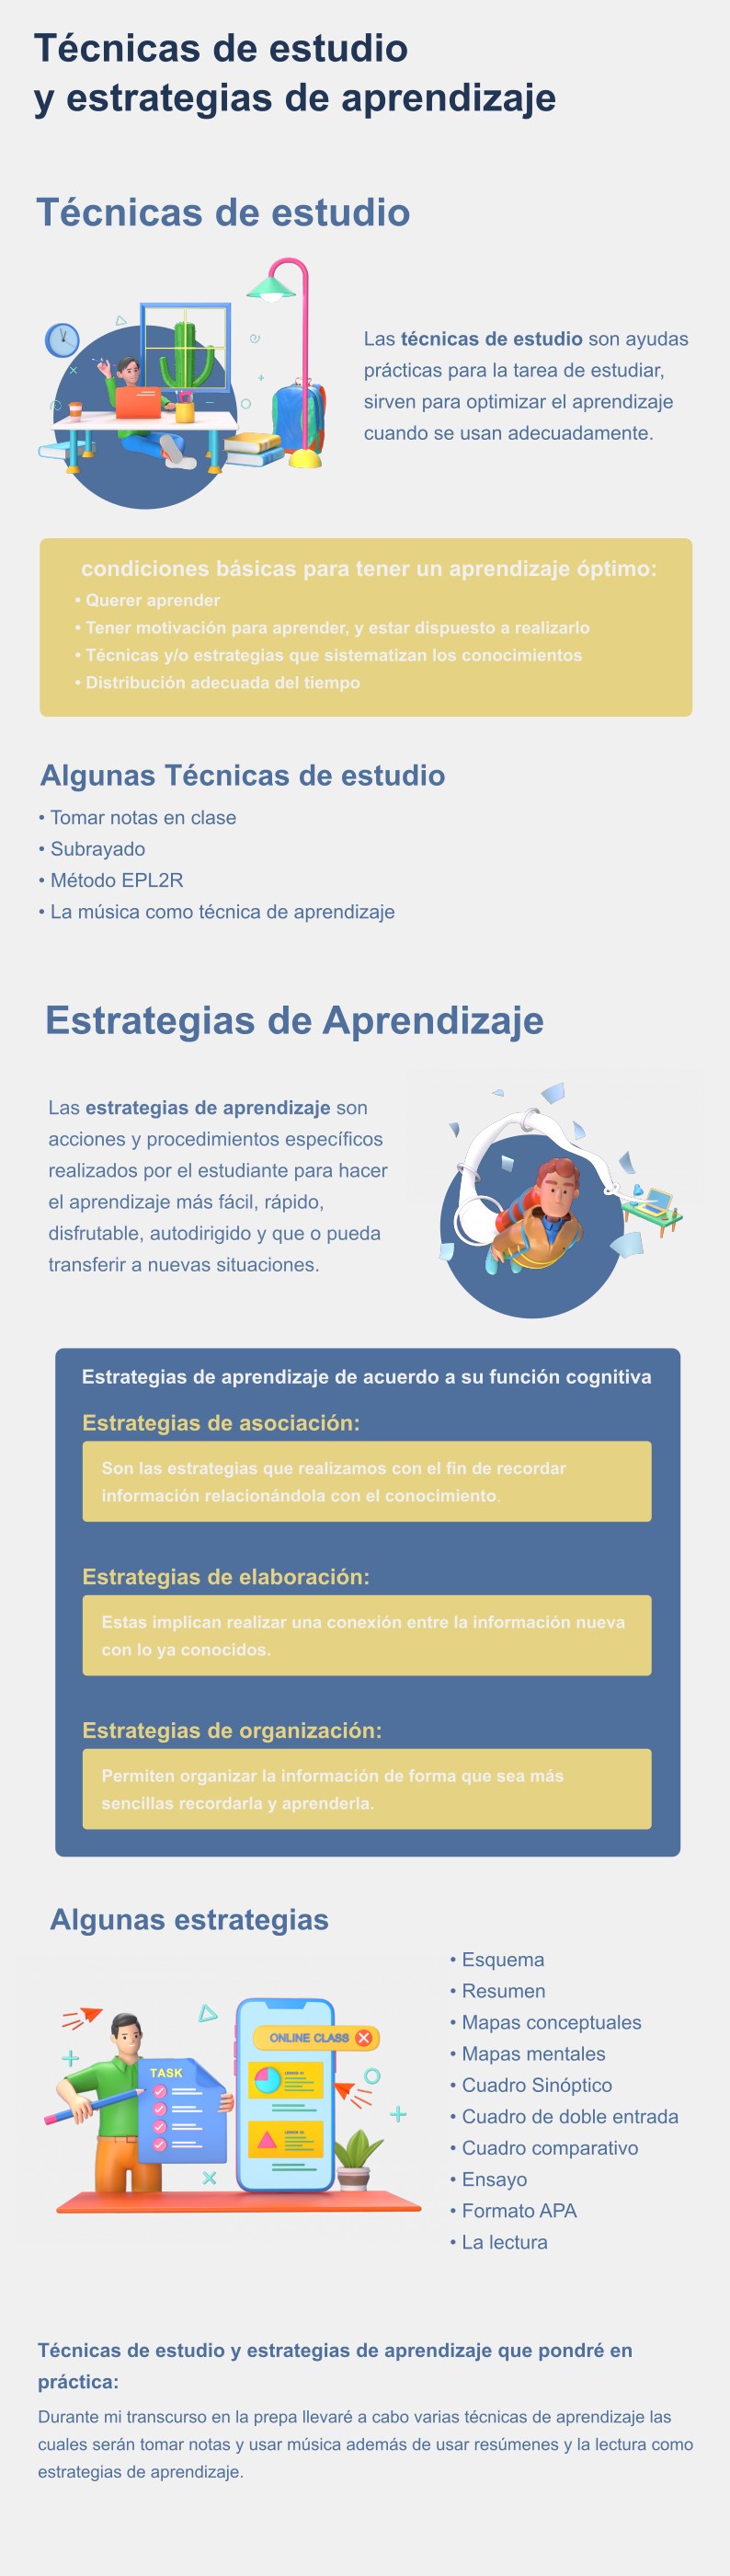 Técnicas de estudio
y estrategias de aprendizaje
Técnicas de estudio
Las técnicas de estudio son ayudas
prácticas para la tarea de estudiar,
sirven para optimizar el aprendizaje
cuando se usan adecuadamente.
condiciones básicas para tener un aprendizaje óptimo:
• Querer aprender
• Tener motivación para aprender, y estar dispuesto a realizarlo
• Técnicas y/o estrategias que sistematizan los conocimientos
• Distribución adecuada del tiempo
Algunas Técnicas de estudio
• Tomar notas en clase
• Subrayado
• Método EPL2R
• La música como técnica de aprendizaje
Estrategias de Aprendizaje
Las estrategias de aprendizaje son
acciones y procedimientos específicos
realizados por el estudiante para hacer
el aprendizaje más fácil, rápido,
disfrutable, autodirigido y que o pueda
transferir a nuevas situaciones.
Estrategias de aprendizaje de acuerdo a su función cognitiva
Estrategias de asociación:
Son las estrategias que realizamos con el fin de recordar
información relacionándola con el conocimiento.
Estrategias de elaboración:
Estas implican realizar una conexión entre la información nueva
con lo ya conocidos.
Estrategias de organización:
Permiten organizar la información de forma que sea más
sencillas recordarla y aprenderla.
Algunas estrategias
TASK
ONLINE CLASS
• Esquema
• Resumen
• Mapas conceptuales
• Mapas mentales
• Cuadro Sinóptico
• Cuadro de doble entrada
• Cuadro comparativo
• Ensayo
• Formato APA
• La lectura
Técnicas de estudio y estrategias de aprendizaje que pondré en
práctica:
Durante mi transcurso en la prepa llevaré a cabo varias técnicas de aprendizaje las
cuales serán tomar notas y usar música además de usar resúmenes y la lectura como
estrategias de aprendizaje.